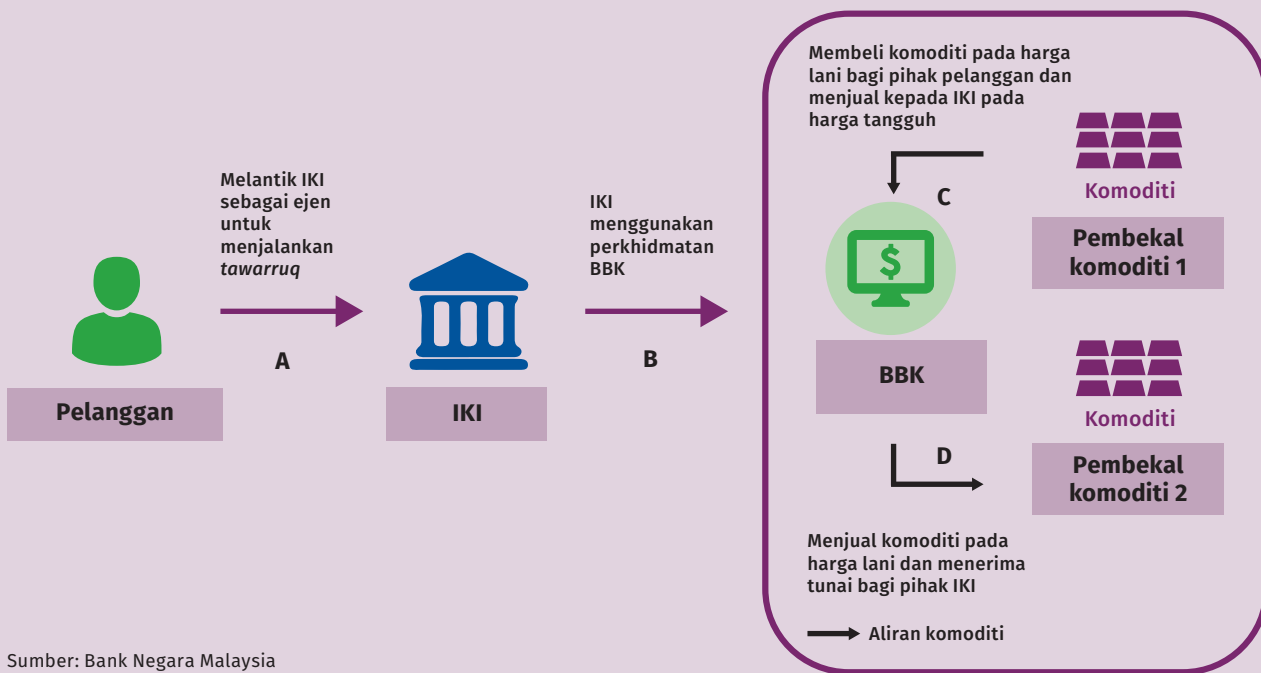 Melantik IKI
sebagai ejen
untuk
menjalankan
tawarruq
A
Pelanggan
IKI
IKI
menggunakan
perkhidmatan
BBK
B
Membeli komoditi pada harga
lani bagi pihak pelanggan dan
menjual kepada IKI pada
harga tangguh
C
$
BBK
Komoditi
Pembekal
komoditi 1
Komoditi
Pembekal
komoditi 2
D
Menjual komoditi pada
harga lani dan menerima
tunai bagi pihak IKI
Aliran komoditi
Sumber: Bank Negara Malaysia